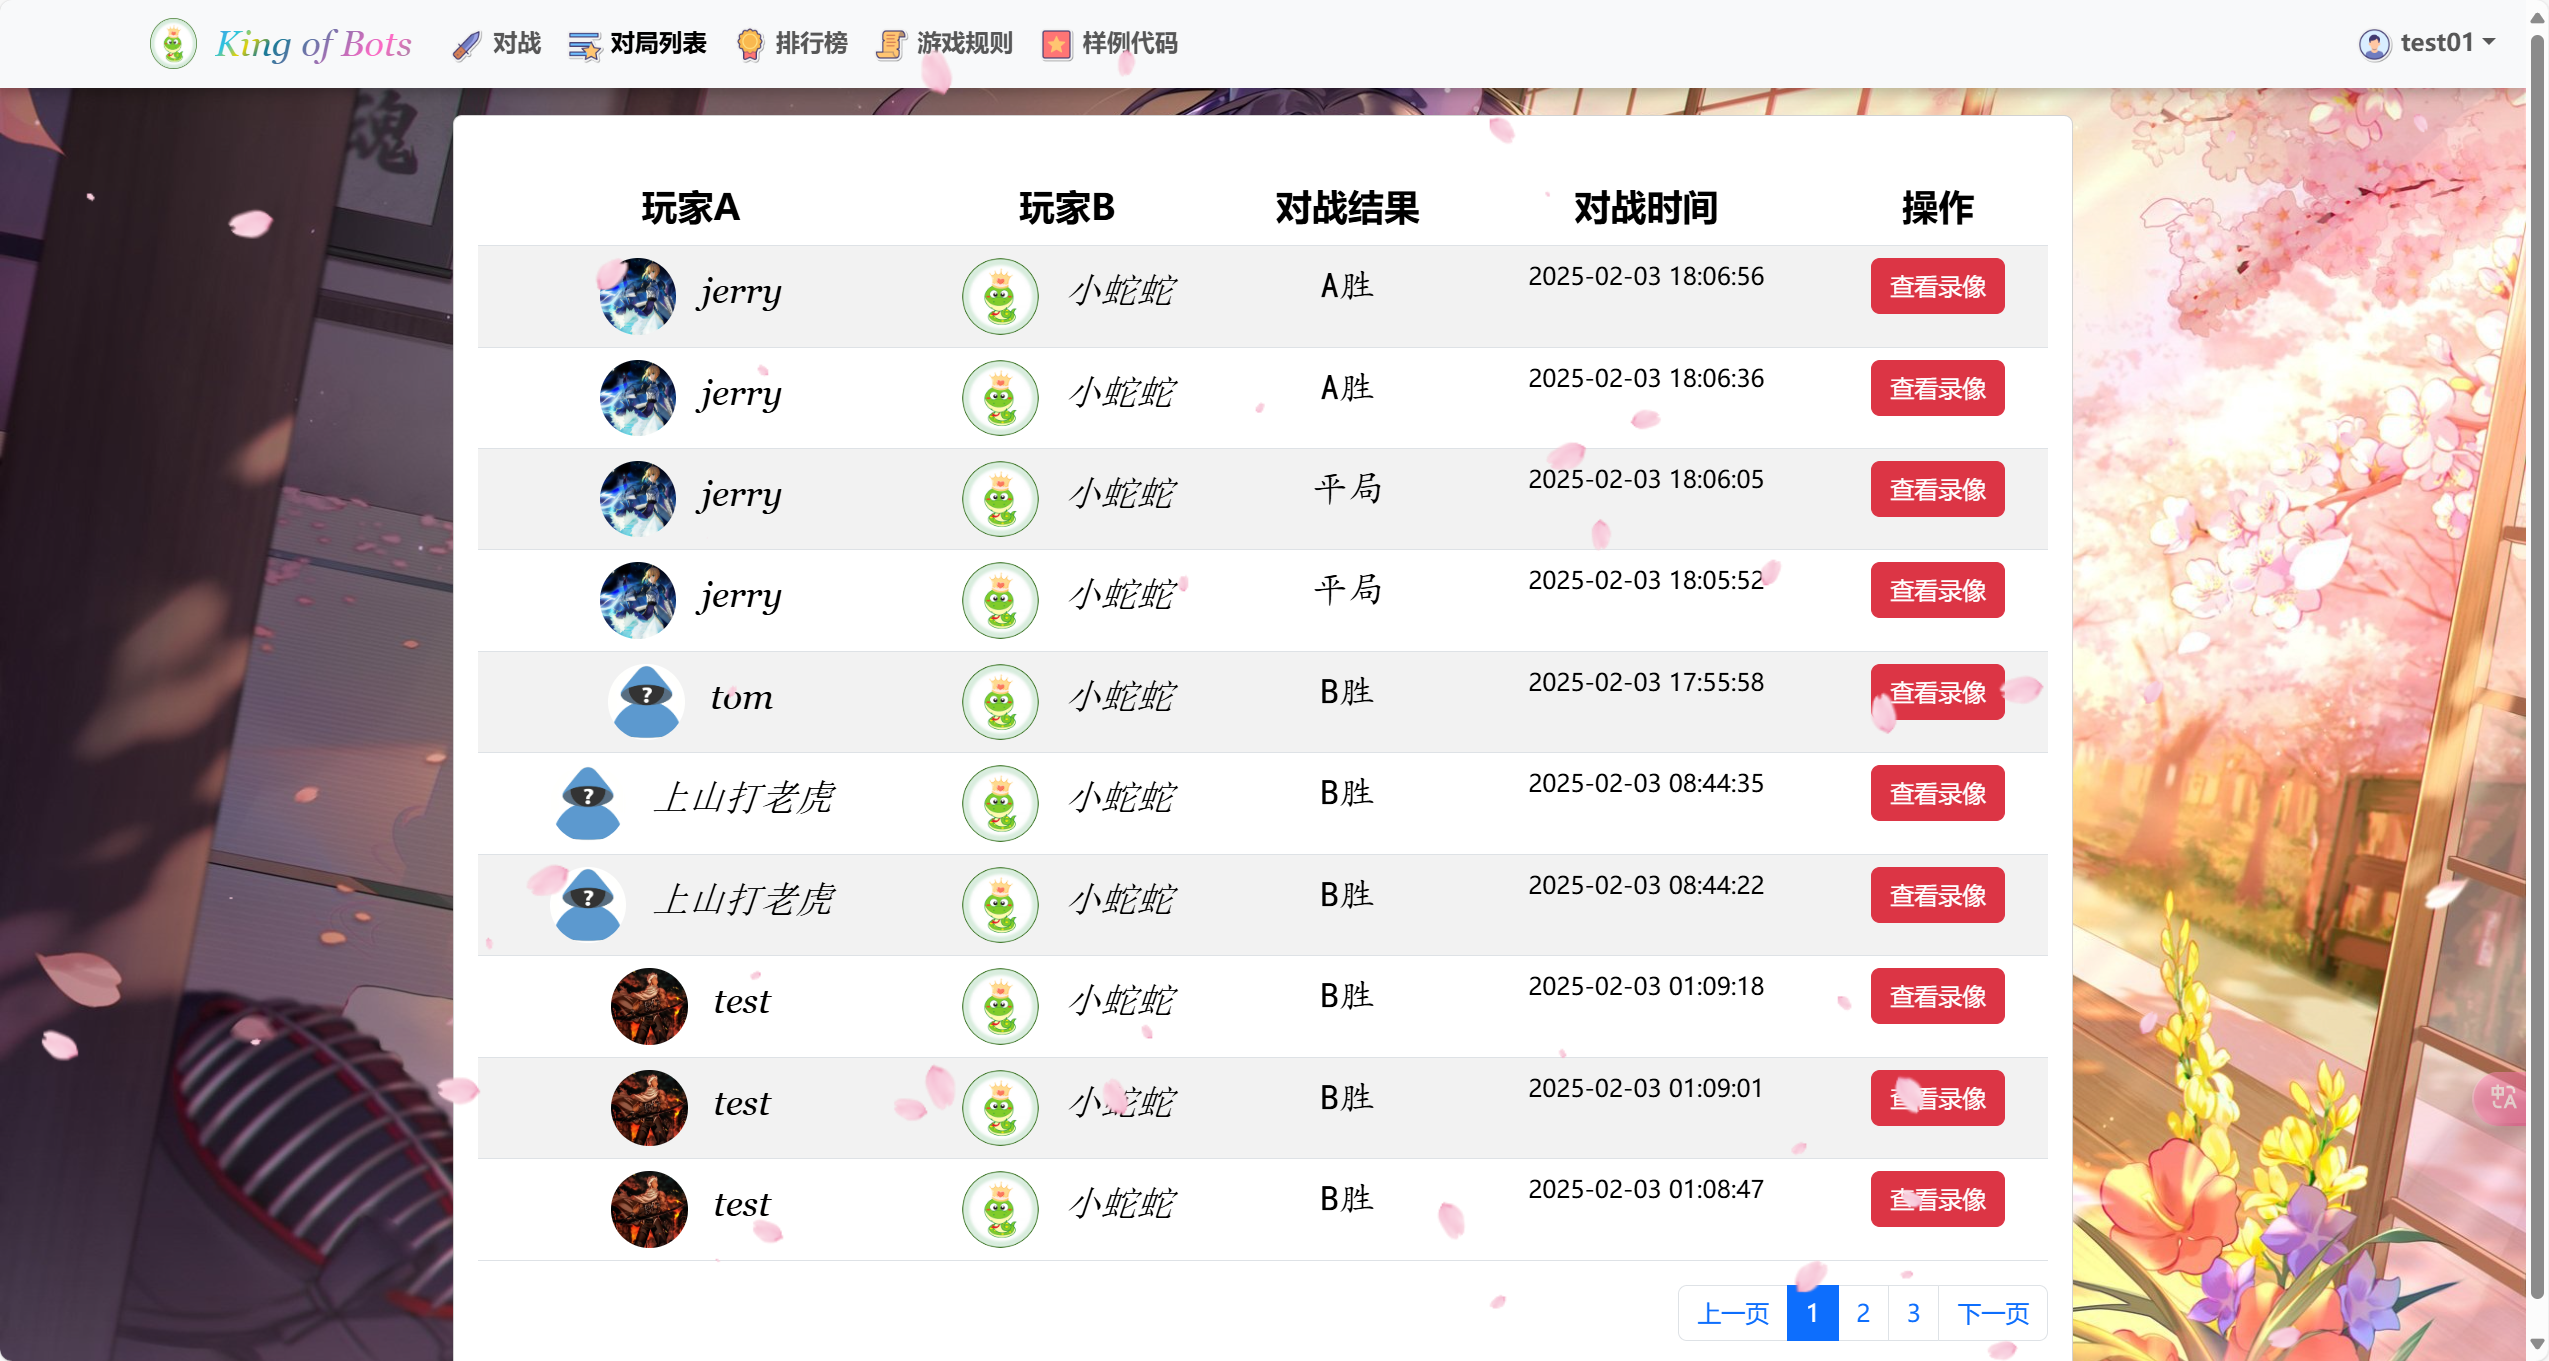 King of Bots 对战 对局列表 排行榜 游戏规则 样例代码 test01
魂
玩家A 玩家B 对战结果 对战时间 操作
jerry 小蛇蛇 A胜 2025-02-03 18:06:56 查看录像
jerry 小蛇蛇 A胜 2025-02-03 18:06:36 查看录像
jerry 小蛇蛇 平局 2025-02-03 18:06:05 查看录像
jerry 小蛇蛇 平局 2025-02-03 18:05:52 查看录像
? tom 小蛇蛇 B胜 2025-02-03 17:55:58 查看录像
? 上山打老虎 小蛇蛇 B胜 2025-02-03 08:44:35 查看录像
? 上山打老虎 小蛇蛇 B胜 2025-02-03 08:44:22 查看录像
test 小蛇蛇 B胜 2025-02-03 01:09:18 查看录像
test 小蛇蛇 B胜 2025-02-03 01:09:01 查看录像
中A
test 小蛇蛇 B胜 2025-02-03 01:08:47 查看录像
上一页 1 2 3 下一页